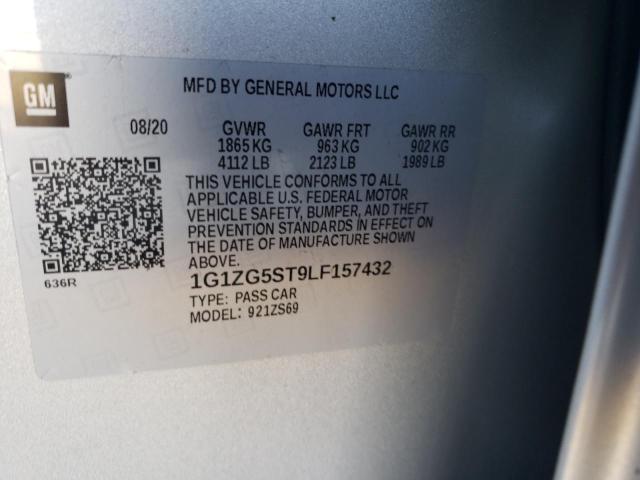 GM
MFD BY GENERAL MOTORS LLC
08/20 GVWR GAWR FRT GAWR RR
1865 KG 963 KG 902 KG
4112 LB 2123 LB 1989 LB
THIS VEHICLE CONFORMS TO ALL
APPLICABLE U.S. FEDERAL MOTOR
VEHICLE SAFETY, BUMPER, AND THEFT
PREVENTION STANDARDS IN EFFECT ON
THE DATE OF MANUFACTURE SHOWN
ABOVE.
636R
1G1ZG5ST9LF157432
TYPE: PASS CAR
MODEL: 921ZS69